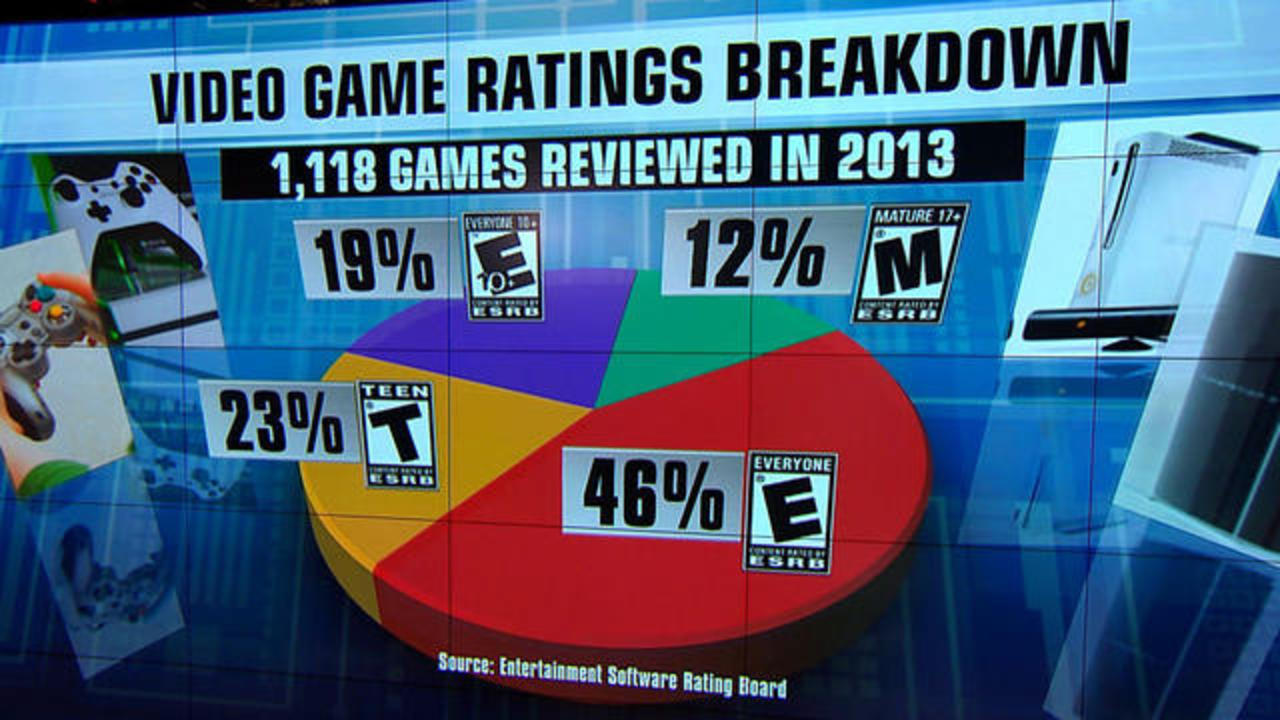 VIDEO GAME RATINGS BREAKDOWN
1,118 GAMES REVIEWED IN 2013
19%
EVERYONE 10+
E
10+
CONTENT RATED BY
ESRB
12%
MATURE 17+
M
CONTENT RATED BY
ESRB
23%
TEEN
T
CONTENT RATED BY
ESRB
46%
EVERYONE
E
CONTENT RATED BY
ESRB
Source: Entertainment Software Rating Board